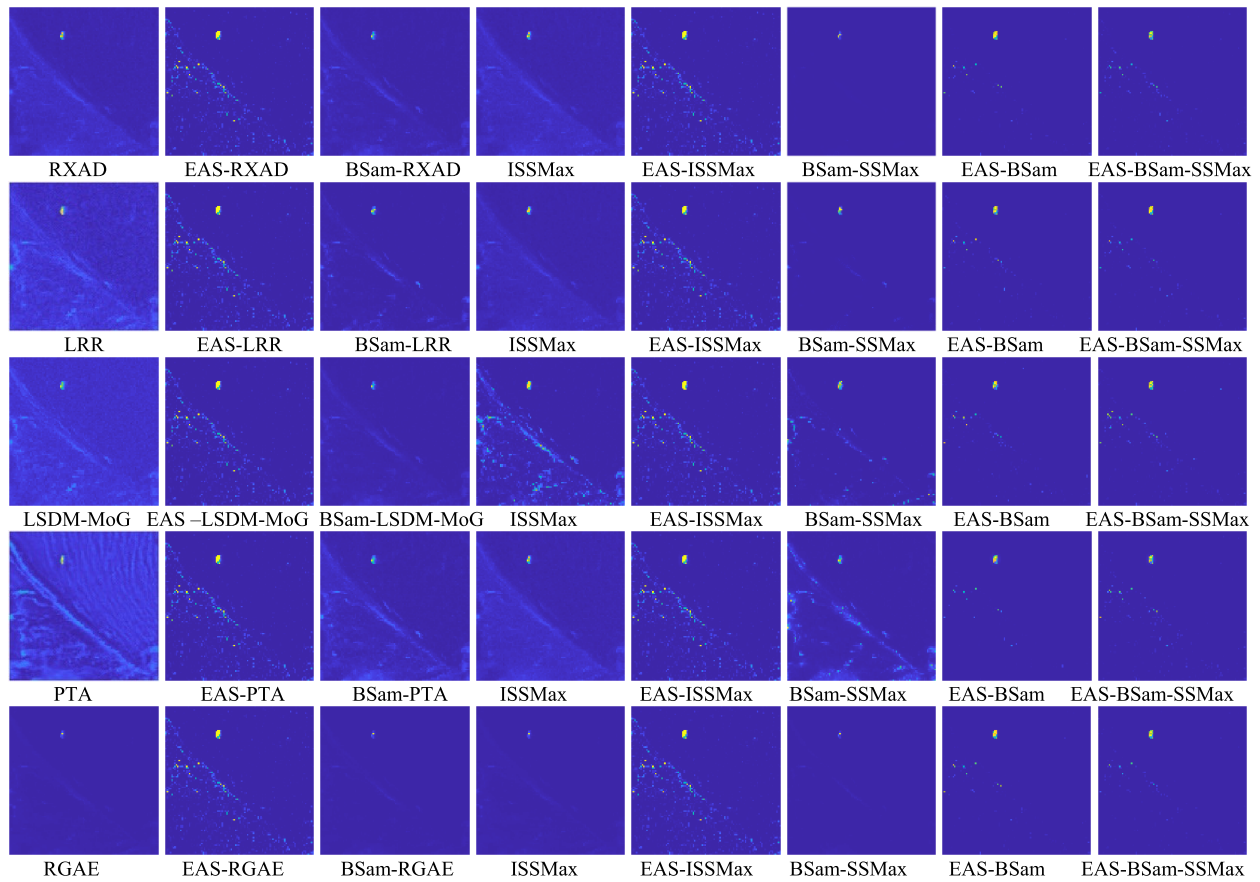 RXAD EAS-RXAD BSam-RXAD ISSMax EAS-ISSMax BSam-SSMax EAS-BSam EAS-BSam-SSMax
LRR EAS-LRR BSam-LRR ISSMax EAS-ISSMax BSam-SSMax EAS-BSam EAS-BSam-SSMax
LSDM-MoG EAS –LSDM-MoG BSam-LSDM-MoG ISSMax EAS-ISSMax BSam-SSMax EAS-BSam EAS-BSam-SSMax
PTA EAS-PTA BSam-PTA ISSMax EAS-ISSMax BSam-SSMax EAS-BSam EAS-BSam-SSMax
RGAE EAS-RGAE BSam-RGAE ISSMax EAS-ISSMax BSam-SSMax EAS-BSam EAS-BSam-SSMax